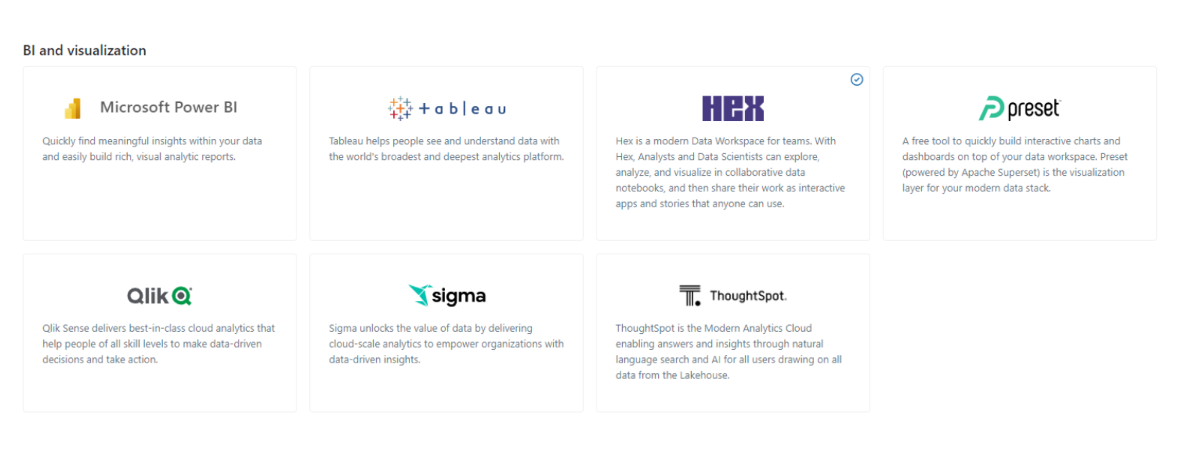 BI and visualization
Microsoft Power BI
Quickly find meaningful insights within your data
and easily build rich, visual analytic reports.
+ableau
Tableau helps people see and understand data with
the world's broadest and deepest analytics platform.
HEX
Hex is a modern Data Workspace for teams. With
Hex, Analysts and Data Scientists can explore,
analyze, and visualize in collaborative data
notebooks, and then share their work as interactive
apps and stories that anyone can use.
preset
A free tool to quickly build interactive charts and
dashboards on top of your data workspace. Preset
(powered by Apache Superset) is the visualization
layer for your modern data stack.
Qlik
Qlik Sense delivers best-in-class cloud analytics that
help people of all skill levels to make data-driven
decisions and take action.
sigma
Sigma unlocks the value of data by delivering
cloud-scale analytics to empower organizations with
data-driven insights.
ThoughtSpot.
ThoughtSpot is the Modern Analytics Cloud
enabling answers and insights through natural
language search and AI for all users drawing on all
data from the Lakehouse.